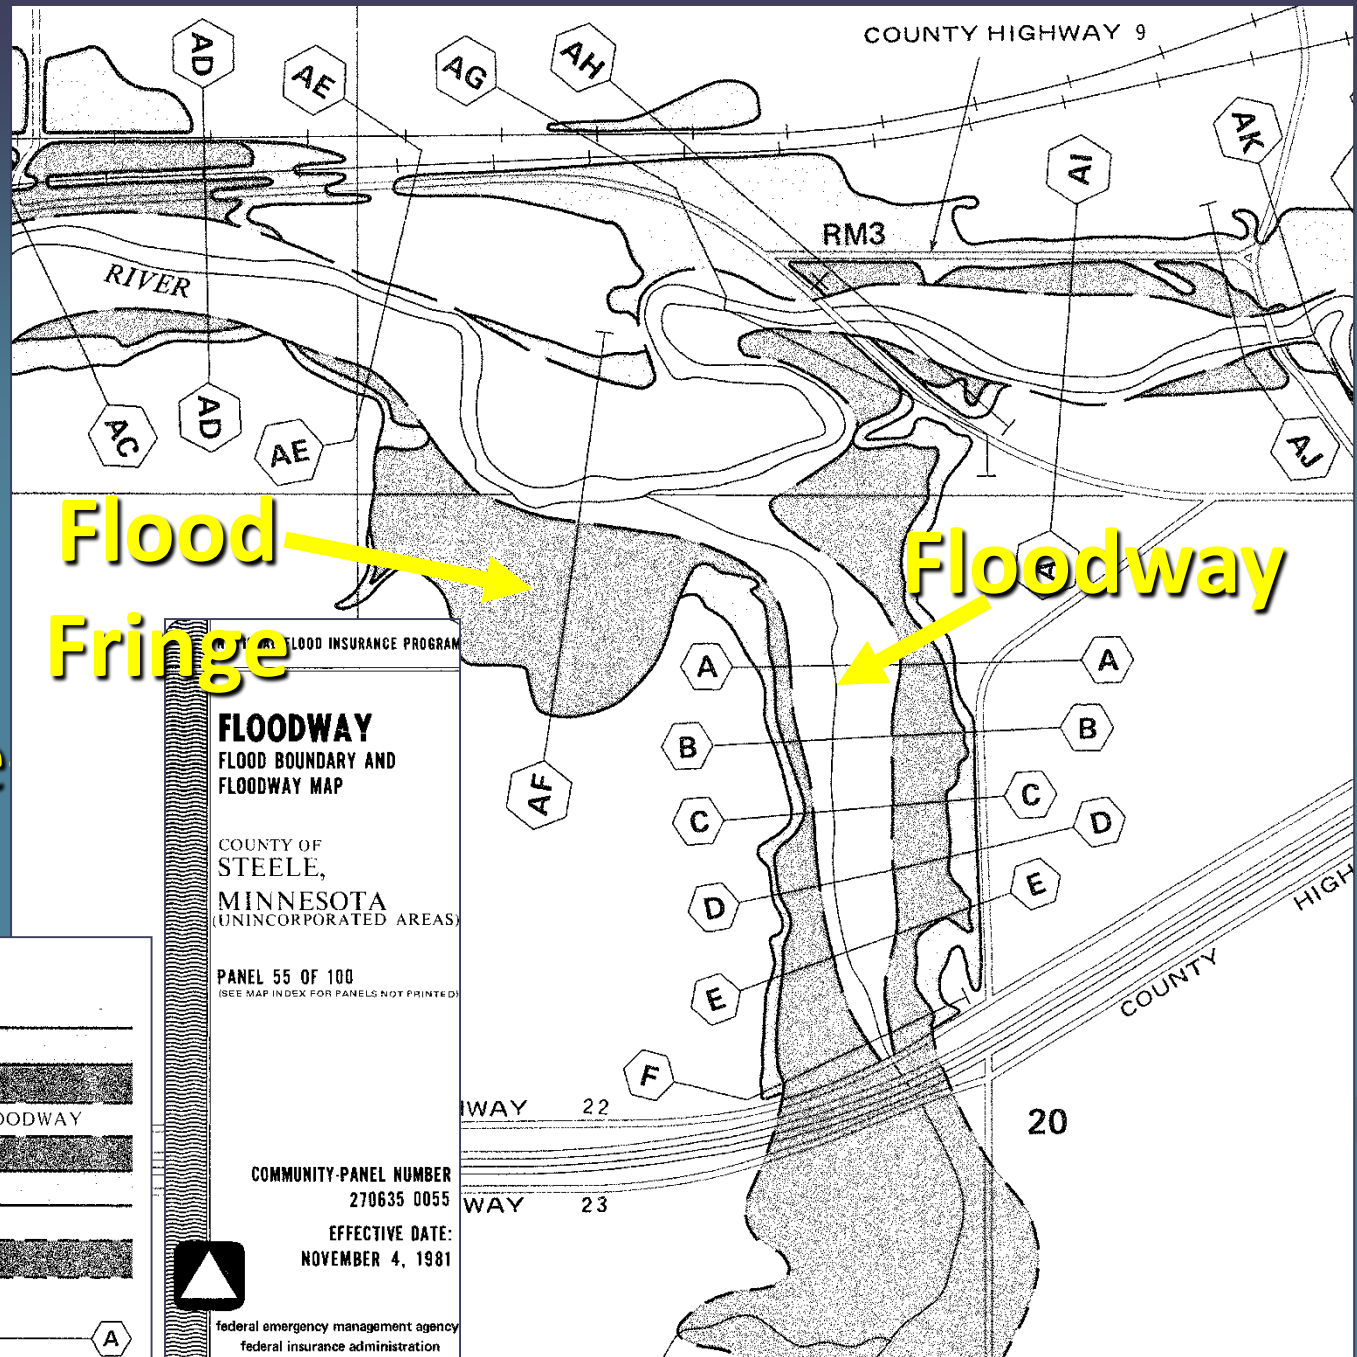 COUNTY HIGHWAY 9
AD
AE
AG
AH
AK
AI
RM3
RIVER
AC
AD
AE
AJ
Flood
Fringe
Floodway
A
A
B
B
C
C
D
D
E
E
F
AF
FLOOD INSURANCE PROGRAM
FLOODWAY
FLOOD BOUNDARY AND
FLOODWAY MAP
COUNTY OF
STEELE,
MINNESOTA
(UNINCORPORATED AREAS)
PANEL 55 OF 100
(SEE MAP INDEX FOR PANELS NOT PRINTED)
COMMUNITY-PANEL NUMBER
270635 0055
EFFECTIVE DATE:
NOVEMBER 4, 1981
federal emergency management agency
federal insurance administration
WAY 22
WAY 23
COUNTY
HIGH
20
OODWAY
A